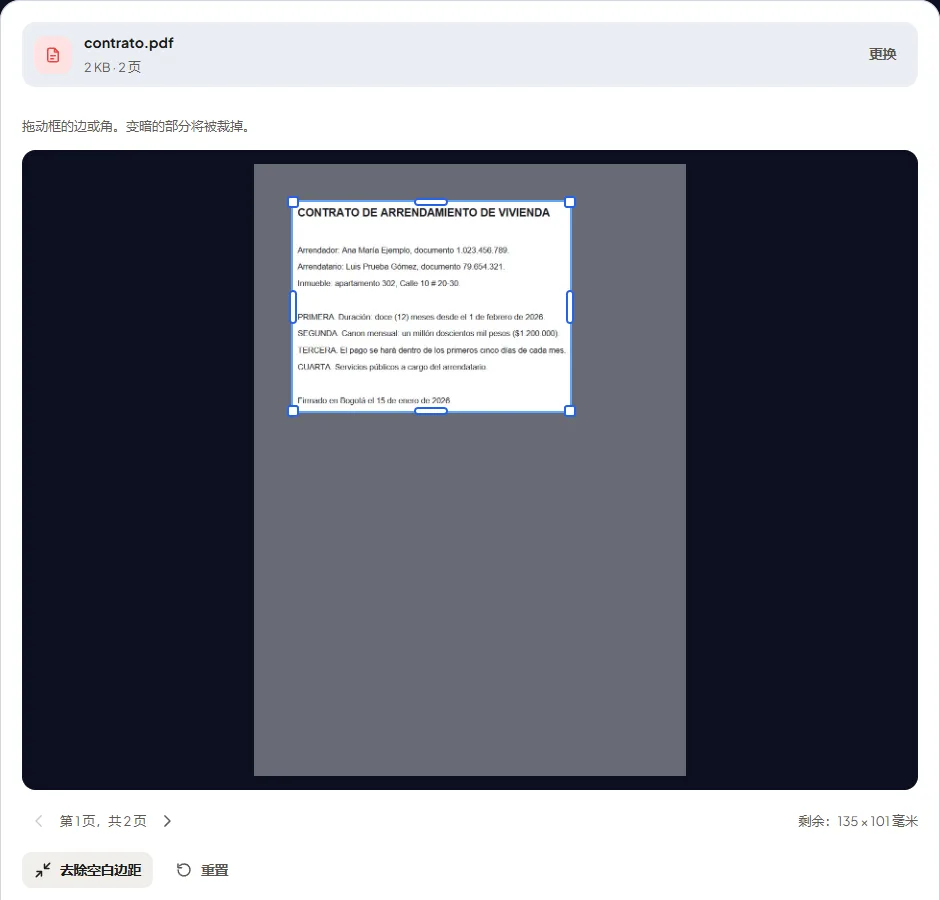 contrato.pdf
2 KB · 2 页
更换
拖动框的边或角。变暗的部分将被裁掉。
CONTRATO DE ARRENDAMIENTO DE VIVIENDA
Arrendador: Ana María Ejemplo, documento 1.023.456.789.
Arrendatario: Luis Prueba Gómez, documento 79.654.321.
Inmueble: apartamento 302, Calle 10 # 20-30.
PRIMERA. Duración: doce (12) meses desde el 1 de febrero de 2026.
SEGUNDA. Canon mensual: un millón doscientos mil pesos ($1.200.000).
TERCERA. El pago se hará dentro de los primeros cinco días de cada mes.
CUARTA. Servicios públicos a cargo del arrendatario.
Firmado en Bogotá el 15 de enero de 2026.
第 1 页，共 2 页
剩余：135 × 101 毫米
去除空白边距
重置